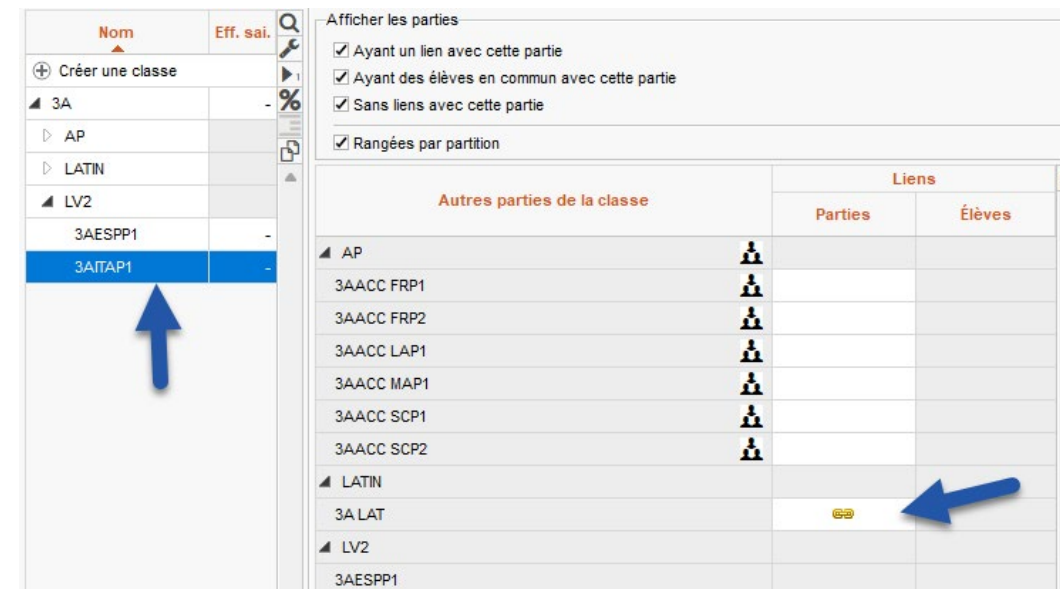 Nom
Eff. sai.
Créer une classe
3A -
AP
LATIN
LV2
3AESPP1 -
3AITAP1 -
%
1
Afficher les parties
Ayant un lien avec cette partie
Ayant des élèves en commun avec cette partie
Sans liens avec cette partie
Rangées par partition
Autres parties de la classe
Liens
Parties
Élèves
AP
3AACC FRP1
3AACC FRP2
3AACC LAP1
3AACC MAP1
3AACC SCP1
3AACC SCP2
LATIN
3A LAT
LV2
3AESPP1